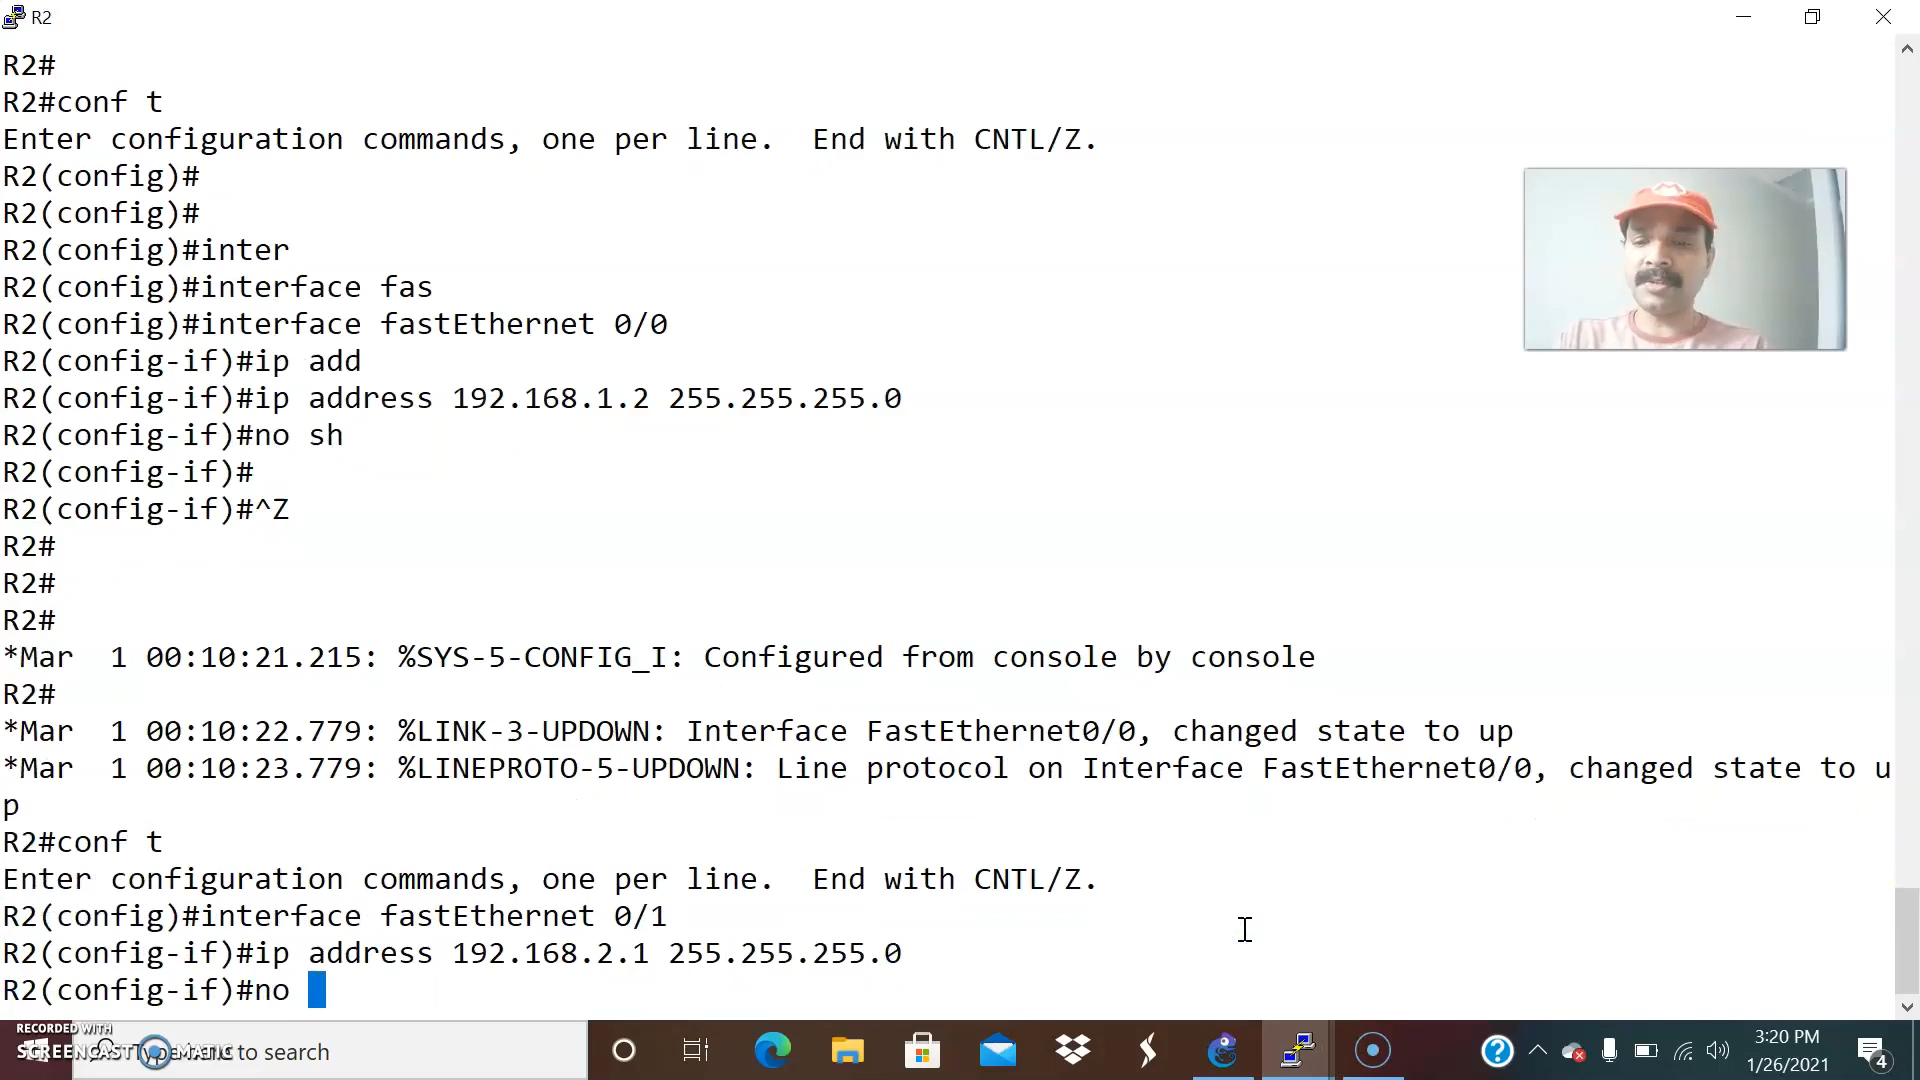 R2
R2#
R2#conf t
Enter configuration commands, one per line.  End with CNTL/Z.
R2(config)#
R2(config)#
R2(config)#inter
R2(config)#interface fas
R2(config)#interface fastEthernet 0/0
R2(config-if)#ip add
R2(config-if)#ip address 192.168.1.2 255.255.255.0
R2(config-if)#no sh
R2(config-if)#
R2(config-if)#^Z
R2#
R2#
R2#
*Mar  1 00:10:21.215: %SYS-5-CONFIG_I: Configured from console by console
R2#
*Mar  1 00:10:22.779: %LINK-3-UPDOWN: Interface FastEthernet0/0, changed state to up
*Mar  1 00:10:23.779: %LINEPROTO-5-UPDOWN: Line protocol on Interface FastEthernet0/0, changed state to u
p
R2#conf t
Enter configuration commands, one per line.  End with CNTL/Z.
R2(config)#interface fastEthernet 0/1
R2(config-if)#ip address 192.168.2.1 255.255.255.0
R2(config-if)#no
RECORDED WITH
SCREENCAST MATIC
Type here to search
3:20 PM
1/26/2021
4